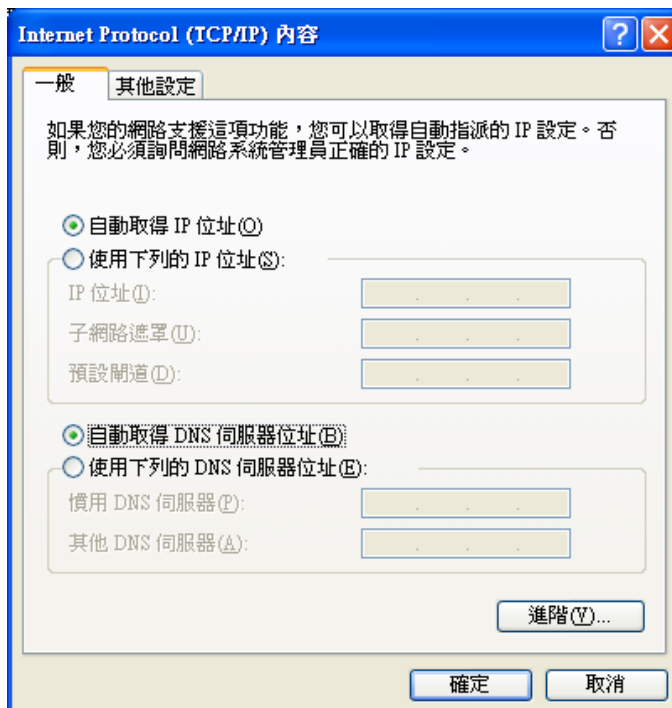 Internet Protocol (TCP/IP) 內容
一般
其他設定
如果您的網路支援這項功能，您可以取得自動指派的 IP 設定。否
則，您必須詢問網路系統管理員正確的 IP 設定。
自動取得 IP 位址(O)
使用下列的 IP 位址(S):
IP 位址(I):
子網路遮罩(U):
預設閘道(D):
自動取得 DNS 伺服器位址(B)
使用下列的 DNS 伺服器位址(E):
慣用 DNS 伺服器(P):
其他 DNS 伺服器(A):
進階(V)...
確定
取消